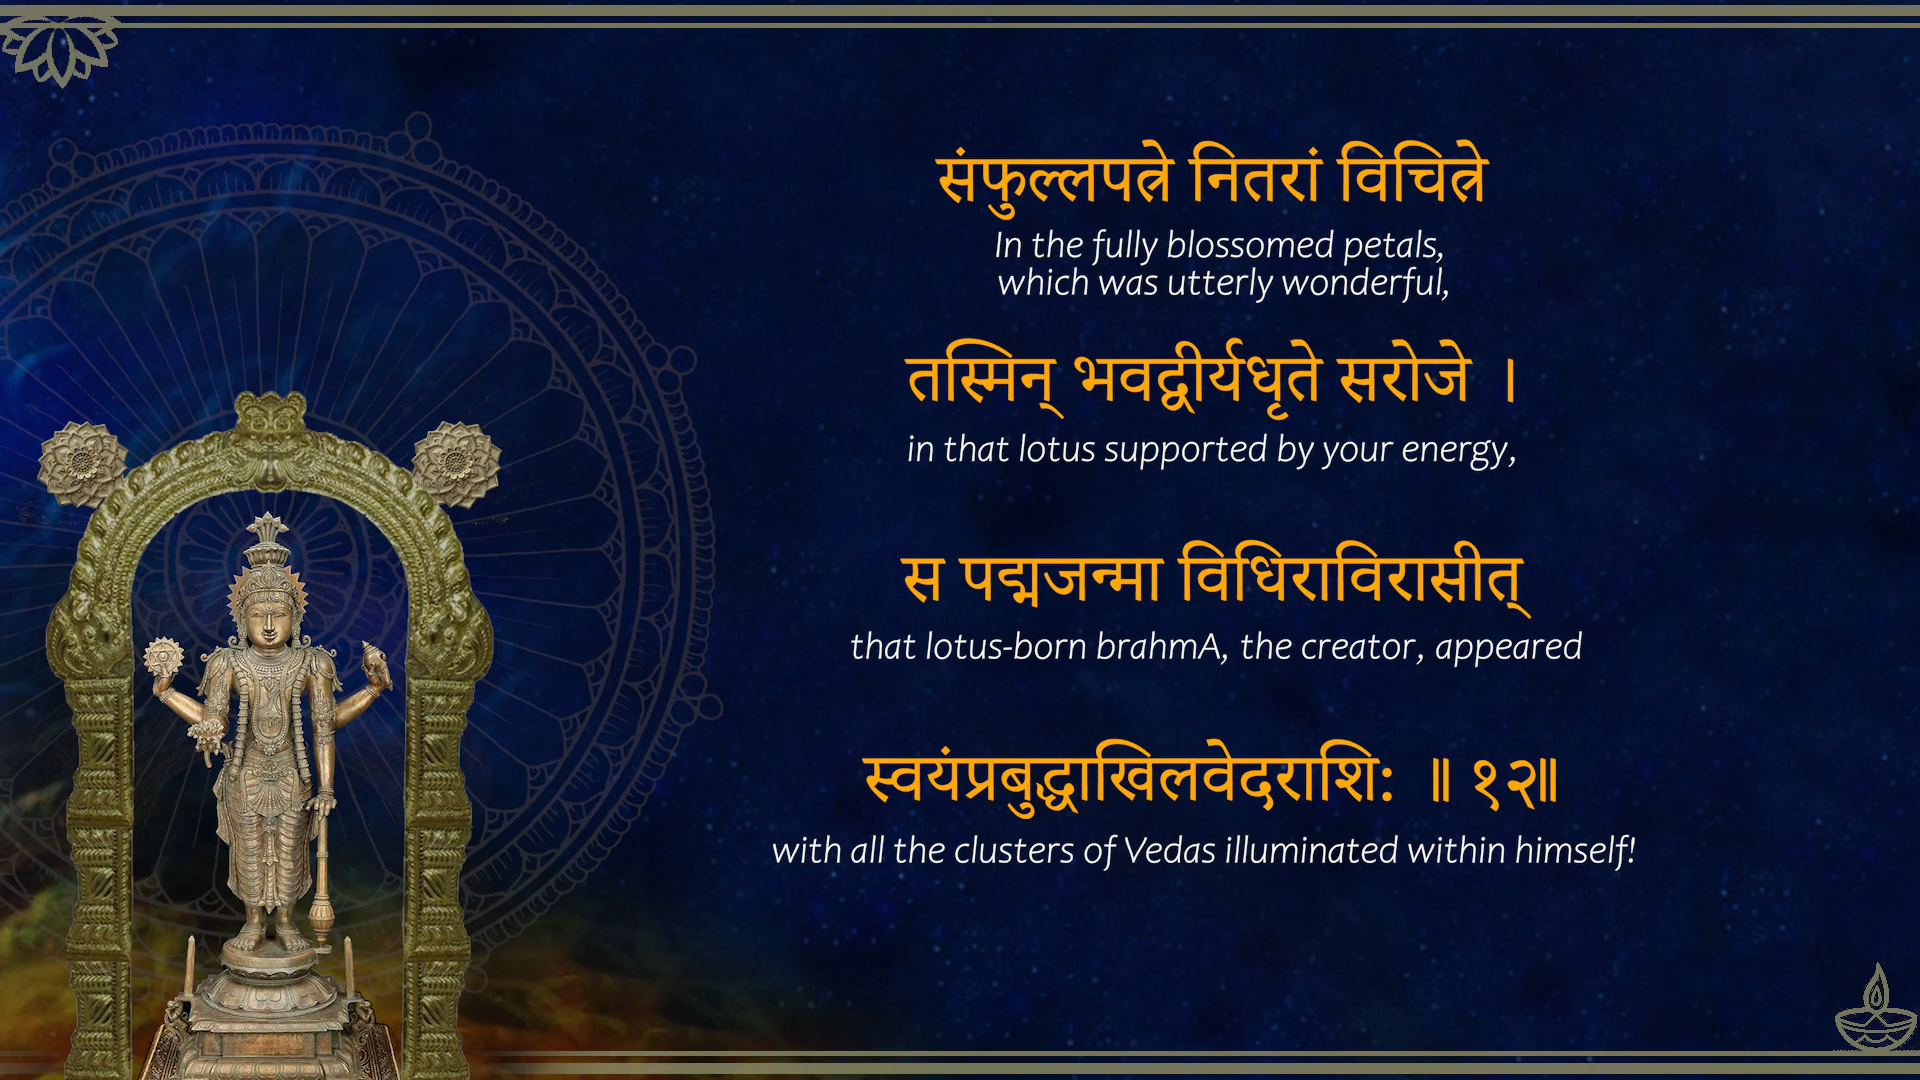 संफुल्लपत्रे नितरां विचित्रे
In the fully blossomed petals,
which was utterly wonderful,
तस्मिन् भवद्वीर्यधृते सरोजे ।
in that lotus supported by your energy,
स पद्मजन्मा विधिराविरासीत्
that lotus-born brahmA, the creator, appeared
स्वयंप्रबुद्धाखिलवेदराशिः ॥ १२॥
with all the clusters of Vedas illuminated within himself!